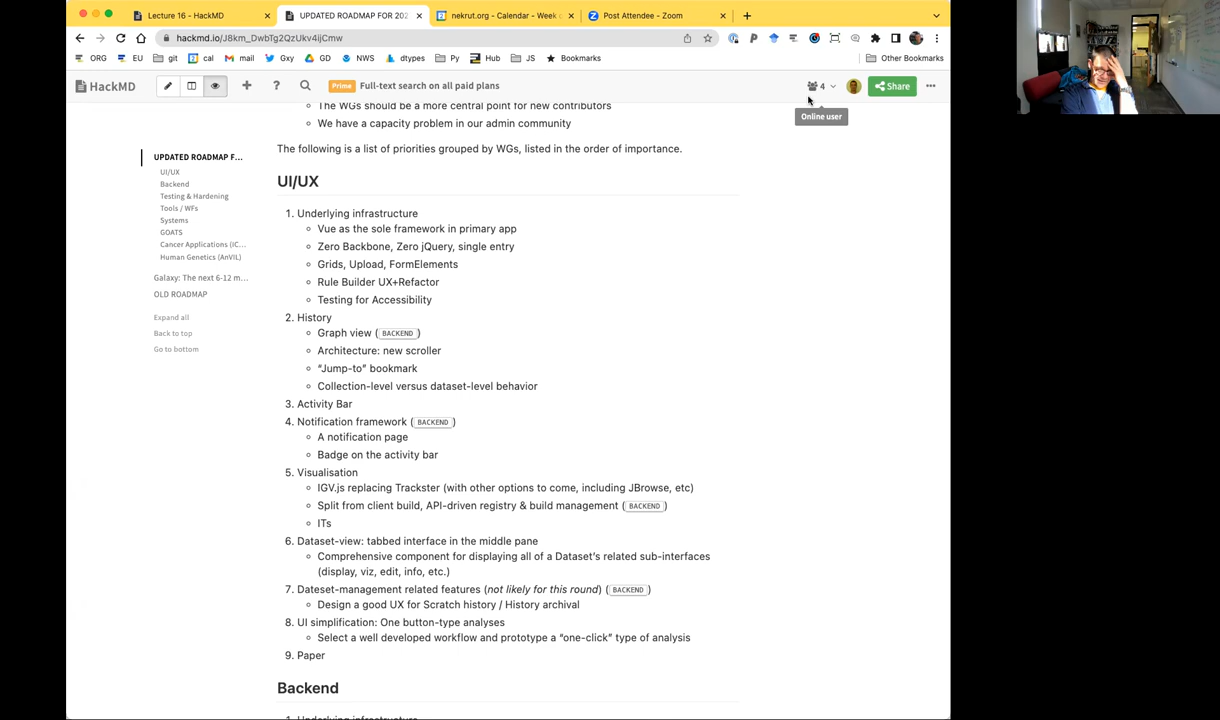 Lecture 16 - HackMD
UPDATED ROADMAP FOR 202
nekrut.org - Calendar - Week o
Post Attendee - Zoom
hackmd.io/J8km_DwbTg2QzUkv4ijCmw
ORG
EU
git
cal
mail
Gxy
GD
NWS
dtypes
Py
Hub
JS
Bookmarks
Other Bookmarks
HackMD
Prime
Full-text search on all paid plans
4
Share
Online user
UPDATED ROADMAP F...
UI/UX
Backend
Testing & Hardening
Tools / WFs
Systems
GOATS
Cancer Applications (IC...
Human Genetics (AnVIL)
Galaxy: The next 6-12 m...
OLD ROADMAP
Expand all
Back to top
Go to bottom
The WGs should be a more central point for new contributors
We have a capacity problem in our admin community
The following is a list of priorities grouped by WGs, listed in the order of importance.
UI/UX
1. Underlying infrastructure
Vue as the sole framework in primary app
Zero Backbone, Zero jQuery, single entry
Grids, Upload, FormElements
Rule Builder UX+Refactor
Testing for Accessibility
2. History
Graph view (BACKEND)
Architecture: new scroller
“Jump-to” bookmark
Collection-level versus dataset-level behavior
3. Activity Bar
4. Notification framework (BACKEND)
A notification page
Badge on the activity bar
5. Visualisation
IGV.js replacing Trackster (with other options to come, including JBrowse, etc)
Split from client build, API-driven registry & build management (BACKEND)
ITs
6. Dataset-view: tabbed interface in the middle pane
Comprehensive component for displaying all of a Dataset’s related sub-interfaces
(display, viz, edit, info, etc.)
7. Dateset-management related features (not likely for this round) (BACKEND)
Design a good UX for Scratch history / History archival
8. UI simplification: One button-type analyses
Select a well developed workflow and prototype a “one-click” type of analysis
9. Paper
Backend
1. Underlying infrastructure